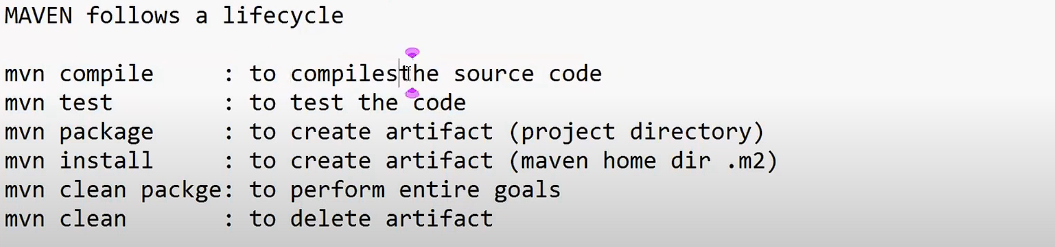 MAVEN follows a lifecycle
mvn compile : to compilesthe source code
mvn test : to test the code
mvn package : to create artifact (project directory)
mvn install : to create artifact (maven home dir .m2)
mvn clean packge: to perform entire goals
mvn clean : to delete artifact